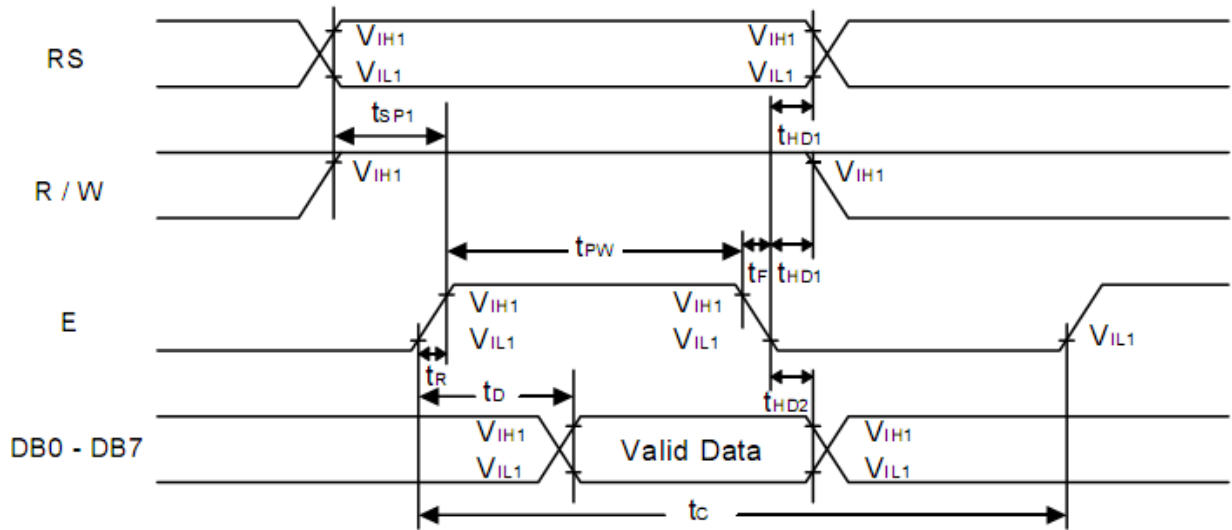 RS
VIH1
VIL1
VIH1
VIL1
tSP1
tHD1
R / W
VIH1
VIH1
tPW
tF
tHD1
E
VIH1
VIL1
VIH1
VIL1
VIL1
tR
tD
tHD2
DB0 - DB7
VIH1
VIL1
Valid Data
VIH1
VIL1
tC